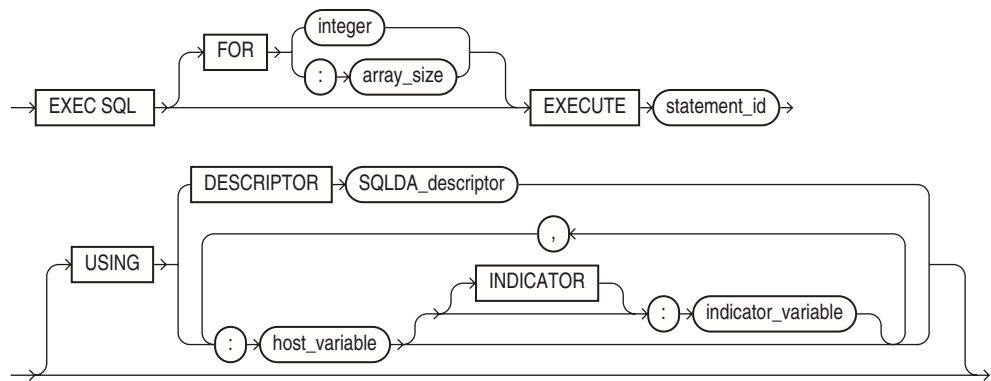 integer
FOR
: array_size
EXEC SQL EXECUTE statement_id
DESCRIPTOR SQLDA_descriptor
,
USING
INDICATOR
: indicator_variable
: host_variable